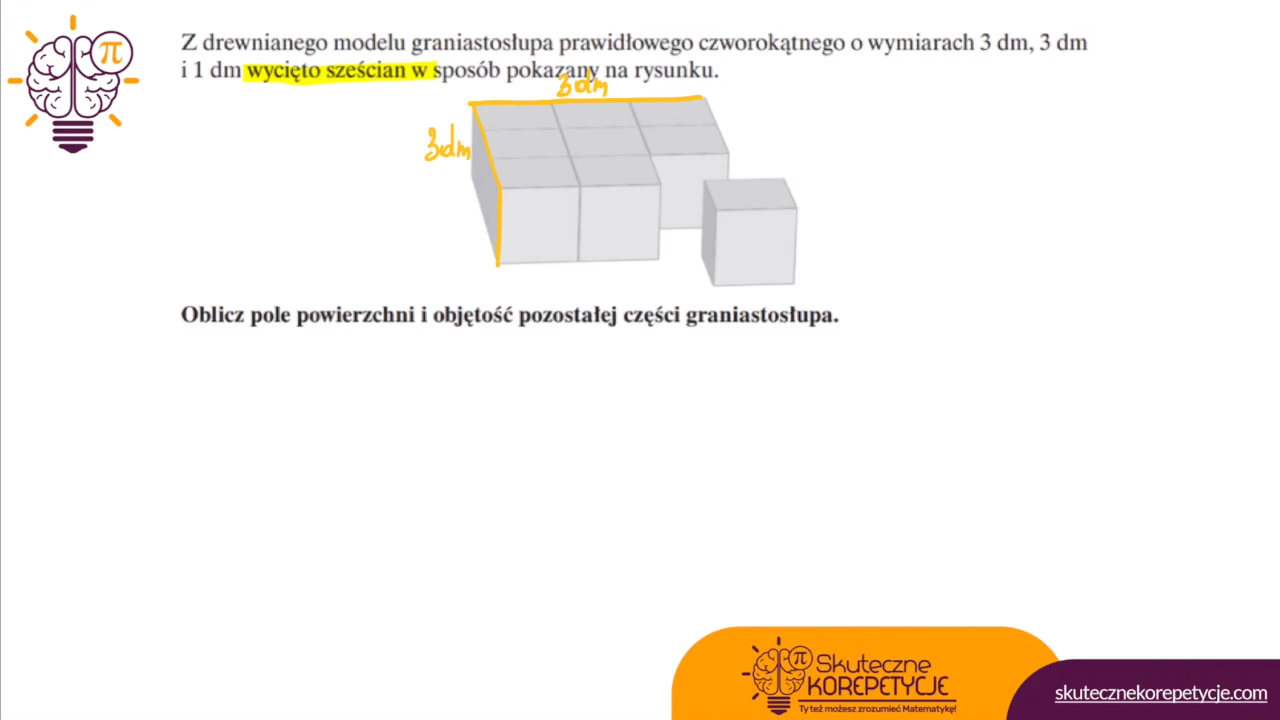 π
Z drewnianego modelu graniastosłupa prawidłowego czworokątnego o wymiarach 3 dm, 3 dm
i 1 dm wycięto sześcian w sposób pokazany na rysunku.
3dm
3dm
Oblicz pole powierzchni i objętość pozostałej części graniastosłupa.
π
Skuteczne
KOREPETYCJE
Ty też możesz zrozumieć Matematykę!
skutecznekorepetycje.com